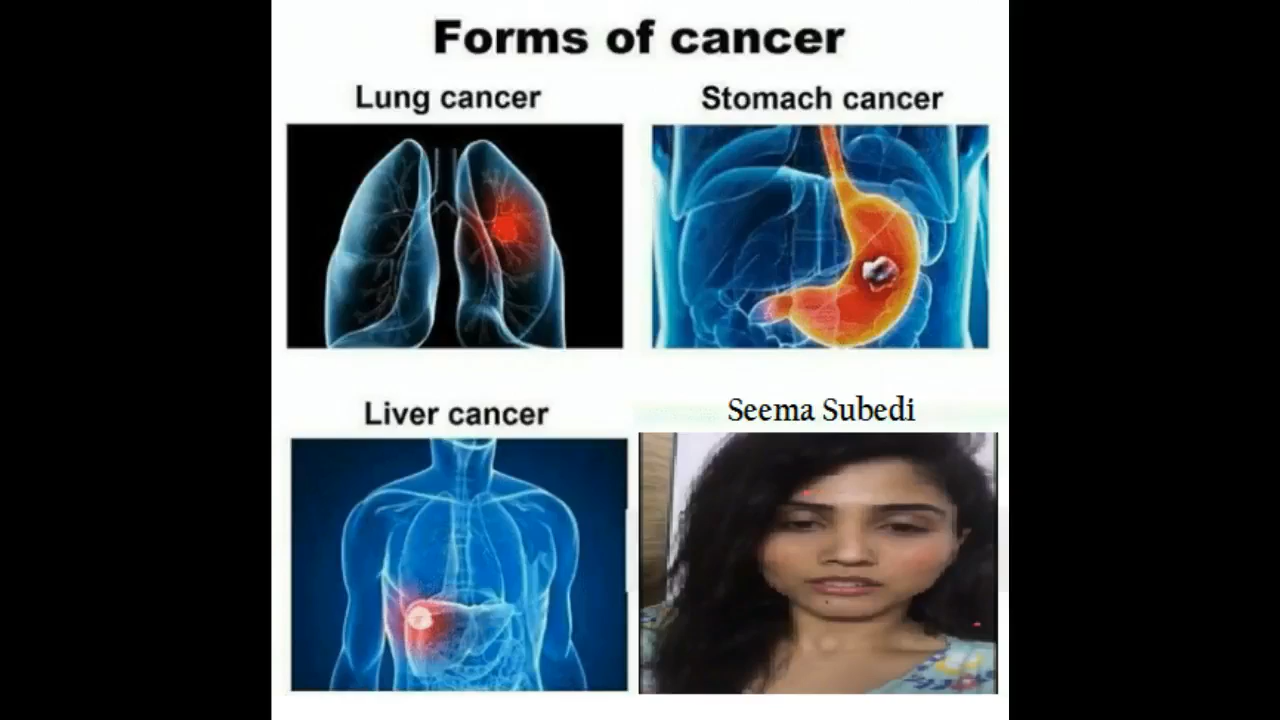 Forms of cancer
Lung cancer
Stomach cancer
Liver cancer
Seema Subedi